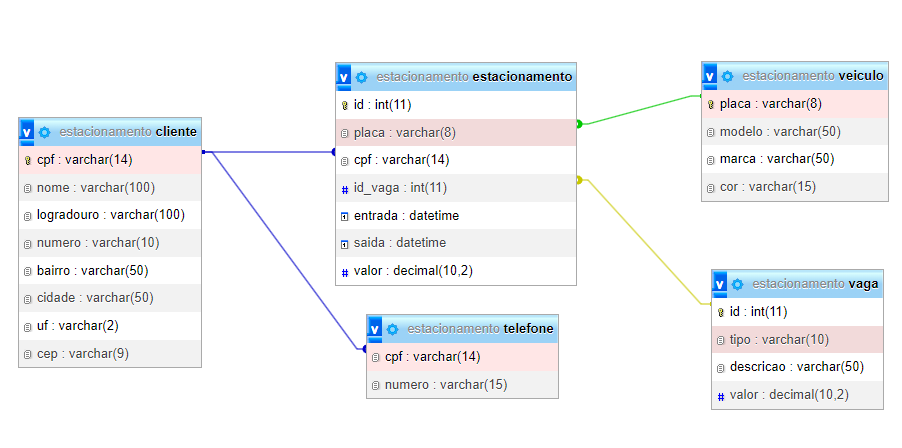 v estacionamento cliente
cpf : varchar(14)
nome : varchar(100)
logradouro : varchar(100)
numero : varchar(10)
bairro : varchar(50)
cidade : varchar(50)
uf : varchar(2)
cep : varchar(9)
v estacionamento estacionamento
id : int(11)
placa : varchar(8)
cpf : varchar(14)
# id_vaga : int(11)
entrada : datetime
saida : datetime
# valor : decimal(10,2)
v estacionamento telefone
cpf : varchar(14)
numero : varchar(15)
v estacionamento veiculo
placa : varchar(8)
modelo : varchar(50)
marca : varchar(50)
cor : varchar(15)
v estacionamento vaga
id : int(11)
tipo : varchar(10)
descricao : varchar(50)
# valor : decimal(10,2)